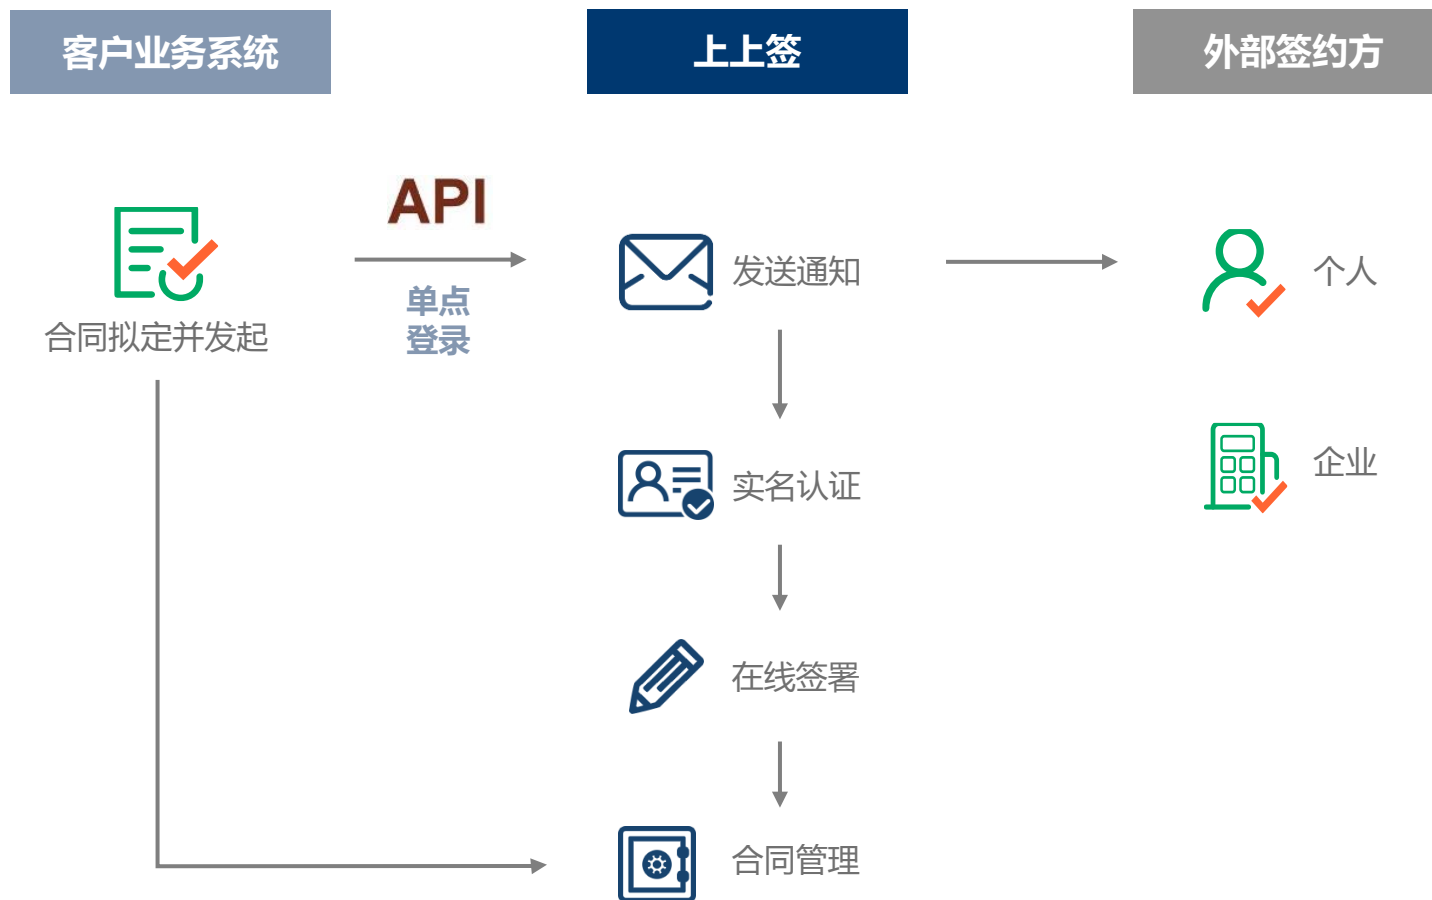 客户业务系统
上上签
外部签约方
API
单点
登录
合同拟定并发起
发送通知
个人
实名认证
企业
在线签署
合同管理